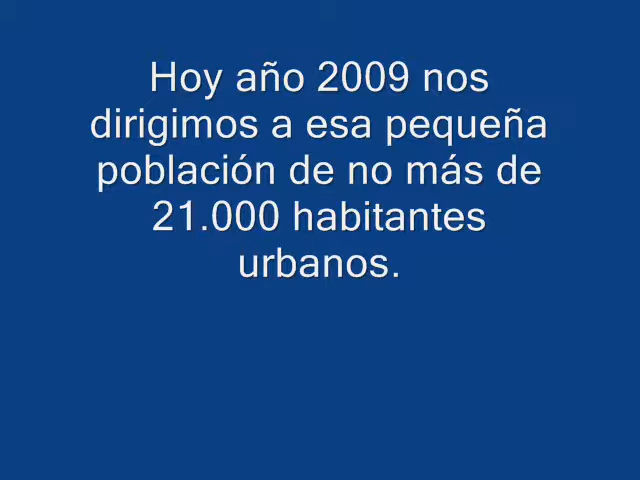 Hoy año 2009 nos
dirigimos a esa pequeña
población de no más de
21.000 habitantes
urbanos.